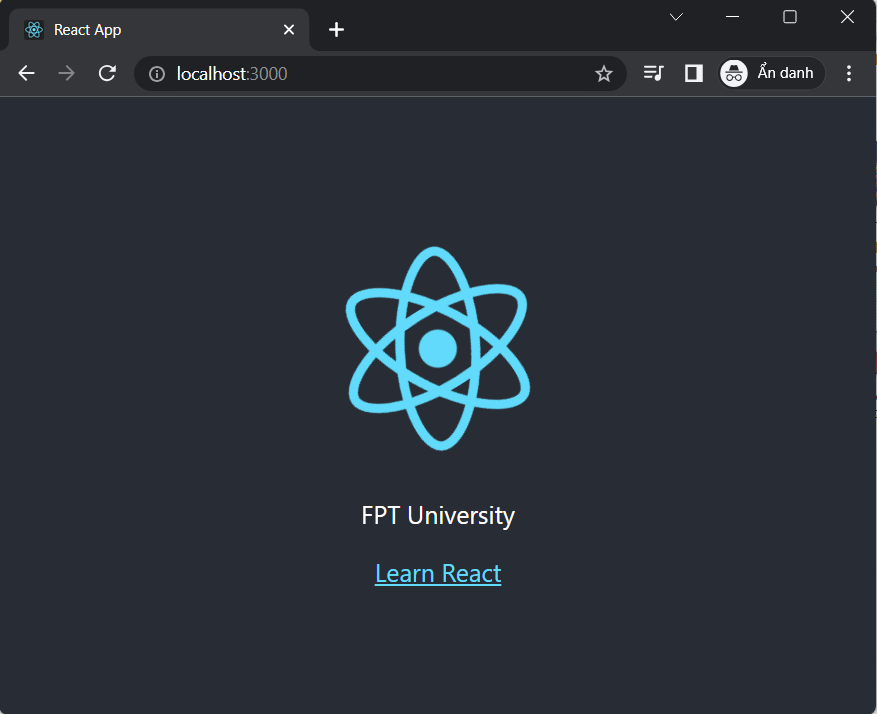 React App
localhost:3000
Ẩn danh
FPT University
Learn React